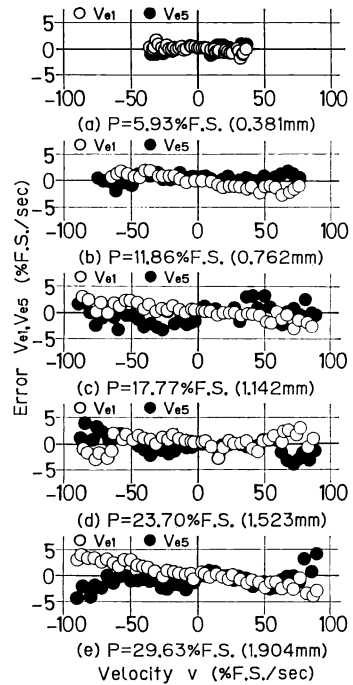 ○ Ve1 ● Ve5
5
0
-5
-100 -50 0 50 100
(a) P=5.93%F.S. (0.381mm)
○ Ve1 ● Ve5
5
0
-5
-100 -50 0 50 100
(b) P=11.86%F.S. (0.762mm)
○ Ve1 ● Ve5
5
0
-5
-100 -50 0 50 100
(c) P=17.77%F.S. (1.142mm)
○ Ve1 ● Ve5
5
0
-5
-100 -50 0 50 100
(d) P=23.70%F.S. (1.523mm)
○ Ve1 ● Ve5
5
0
-5
-100 -50 0 50 100
(e) P=29.63%F.S. (1.904mm)
Velocity v (%F.S./sec)
Error Ve1,Ve5 (%F.S./sec)